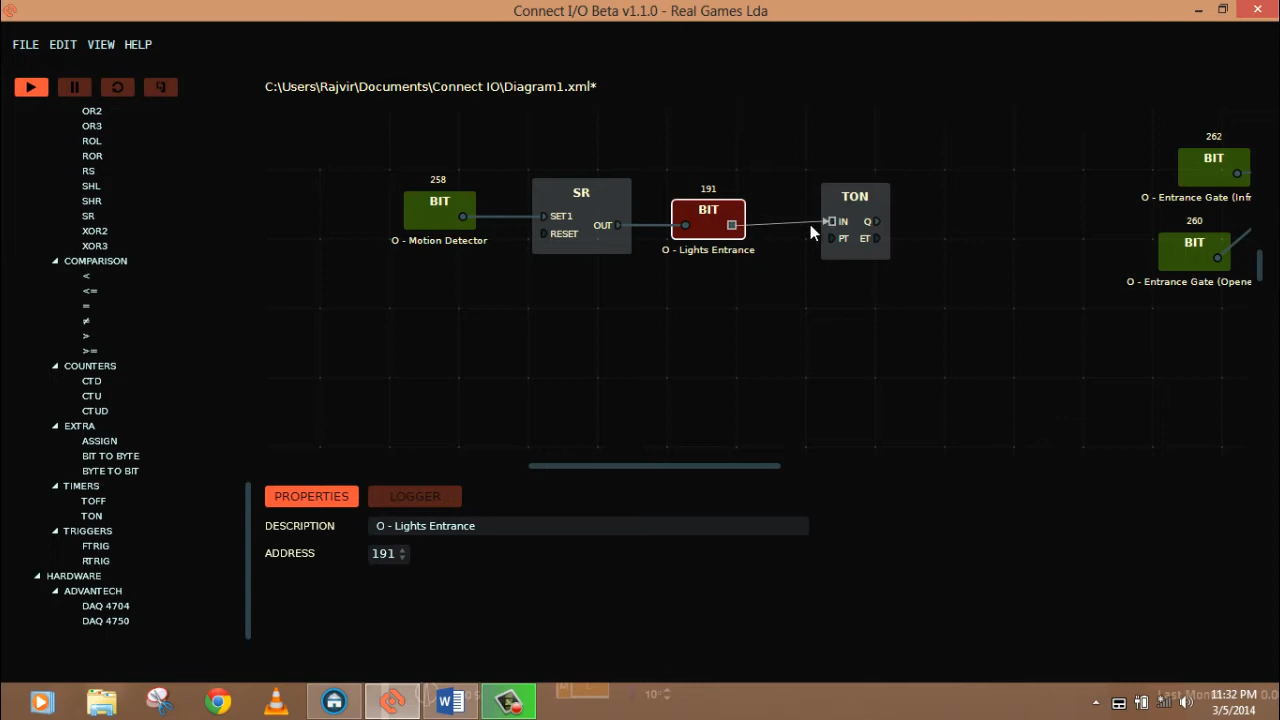 Connect I/O Beta v1.1.0 - Real Games Lda
FILE EDIT VIEW HELP
C:\Users\Rajvir\Documents\Connect IO\Diagram1.xml*
OR2
OR3
ROL
ROR
RS
SHL
SHR
SR
XOR2
XOR3
COMPARISON
<
<=
=
≠
>
>=
COUNTERS
CTD
CTU
CTUD
EXTRA
ASSIGN
BIT TO BYTE
BYTE TO BIT
TIMERS
TOFF
TON
TRIGGERS
FTRIG
RTRIG
HARDWARE
ADVANTECH
DAQ 4704
DAQ 4750
258
BIT
O - Motion Detector
SR
SET1
RESET
OUT
191
BIT
O - Lights Entrance
TON
IN Q
PT ET
262
BIT
O - Entrance Gate (Infr
260
BIT
O - Entrance Gate (Opene
PROPERTIES LOGGER
DESCRIPTION O - Lights Entrance
ADDRESS 191
10°
11:32 PM
3/5/2014